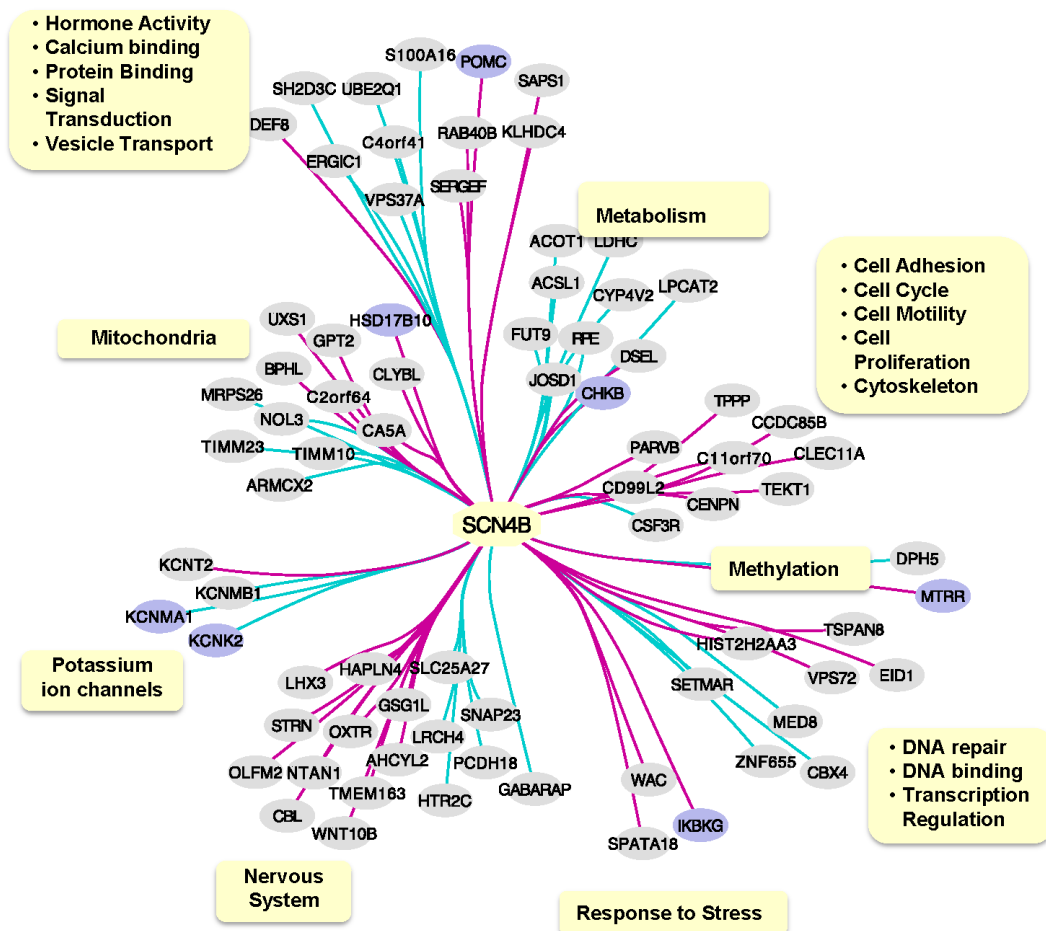 • Hormone Activity
• Calcium binding
• Protein Binding
• Signal
Transduction
• Vesicle Transport
S100A16
POMC
SAPS1
SH2D3C
UBE2Q1
DEF8
C4orf41
RAB40B
KLHDC4
ERGIC1
VPS37A
SERGEF
Metabolism
ACOT1
LDHC
ACSL1
CYP4V2
LPCAT2
FUT9
RPE
DSEL
JOSD1
CHKB
• Cell Adhesion
• Cell Cycle
• Cell Motility
• Cell
Proliferation
• Cytoskeleton
Mitochondria
UXS1
HSD17B10
GPT2
BPHL
CLYBL
MRPS26
C2orf64
NOL3
CA5A
TIMM23
TIMM10
ARMCX2
TPPP
CCDC85B
PARVB
C11orf70
CLEC11A
CD99L2
TEKT1
CENPN
CSF3R
SCN4B
KCNT2
KCNMB1
KCNMA1
KCNK2
Potassium
ion channels
Methylation
DPH5
MTRR
TSPAN8
HIST2H2AA3
VPS72
EID1
SETMAR
MED8
ZNF655
CBX4
• DNA repair
• DNA binding
• Transcription
Regulation
LHX3
HAPLN4
SLC25A27
GSG1L
SNAP23
STRN
OXTR
LRCH4
OLFM2
NTAN1
AHCYL2
PCDH18
TMEM163
HTR2C
GABARAP
CBL
WNT10B
WAC
IKBKG
SPATA18
Nervous
System
Response to Stress